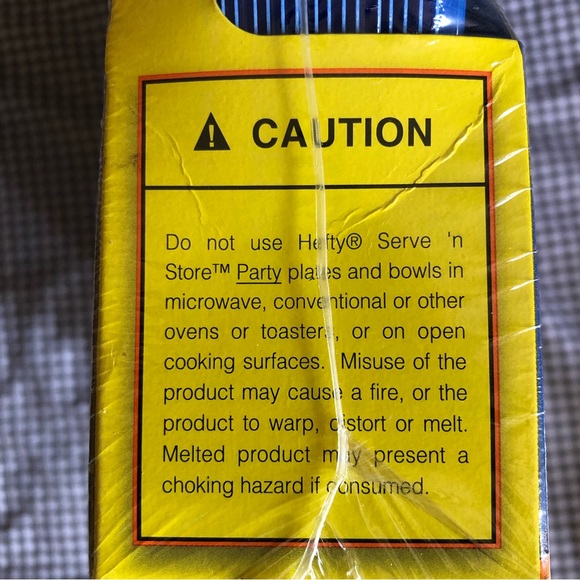 CAUTION
Do not use Hefty® Serve 'n
Store™ Party plates and bowls in
microwave, conventional or other
ovens or toasters, or on open
cooking surfaces. Misuse of the
product may cause a fire, or the
product to warp, distort or melt.
Melted product may present a
choking hazard if consumed.